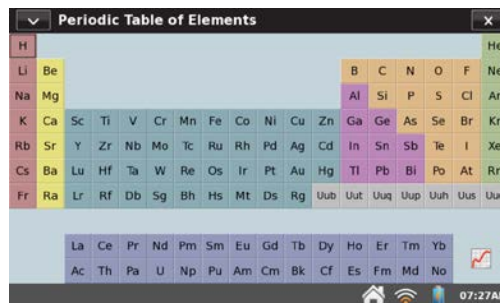 Periodic Table of Elements x
H He
Li Be B C N O F Ne
Na Mg Al Si P S Cl Ar
K Ca Sc Ti V Cr Mn Fe Co Ni Cu Zn Ga Ge As Se Br Kr
Rb Sr Y Zr Nb Mo Tc Ru Rh Pd Ag Cd In Sn Sb Te I Xe
Cs Ba Lu Hf Ta W Re Os Ir Pt Au Hg Tl Pb Bi Po At Rn
Fr Ra Lr Rf Db Sg Bh Hs Mt Ds Rg Uub Uut Uuq Uup Uuh Uus
La Ce Pr Nd Pm Sm Eu Gd Tb Dy Ho Er Tm Yb
Ac Th Pa U Np Pu Am Cm Bk Cf Es Fm Md No